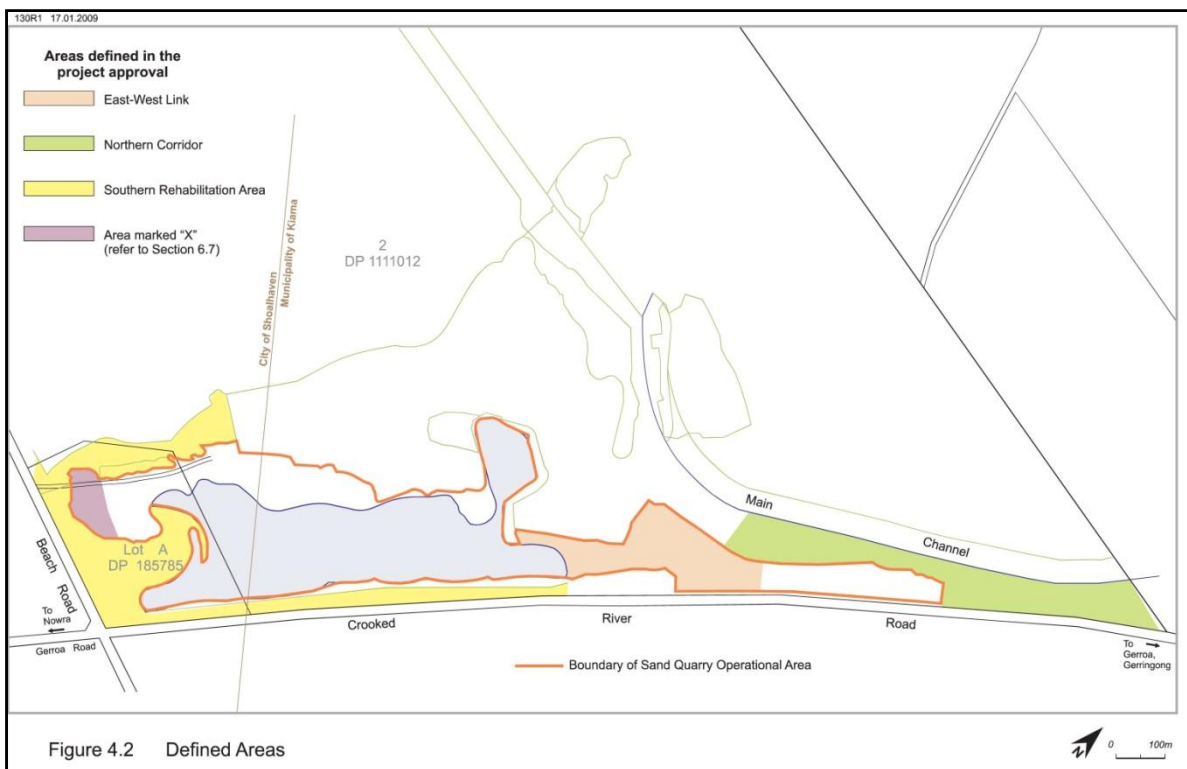 130R1 17.01.2009
Areas defined in the
project approval
East-West Link
Northern Corridor
Southern Rehabilitation Area
Area marked “X”
(refer to Section 6.7)
City of Shoalhaven
Municipality of Kiama
2
DP 1111012
Main
Channel
Lot A
DP 185785
Beach Road
To
Nowra
Gerroa Road
Crooked River Road
To
Gerroa,
Gerringong
Boundary of Sand Quarry Operational Area
Figure 4.2 Defined Areas
N
0 100m